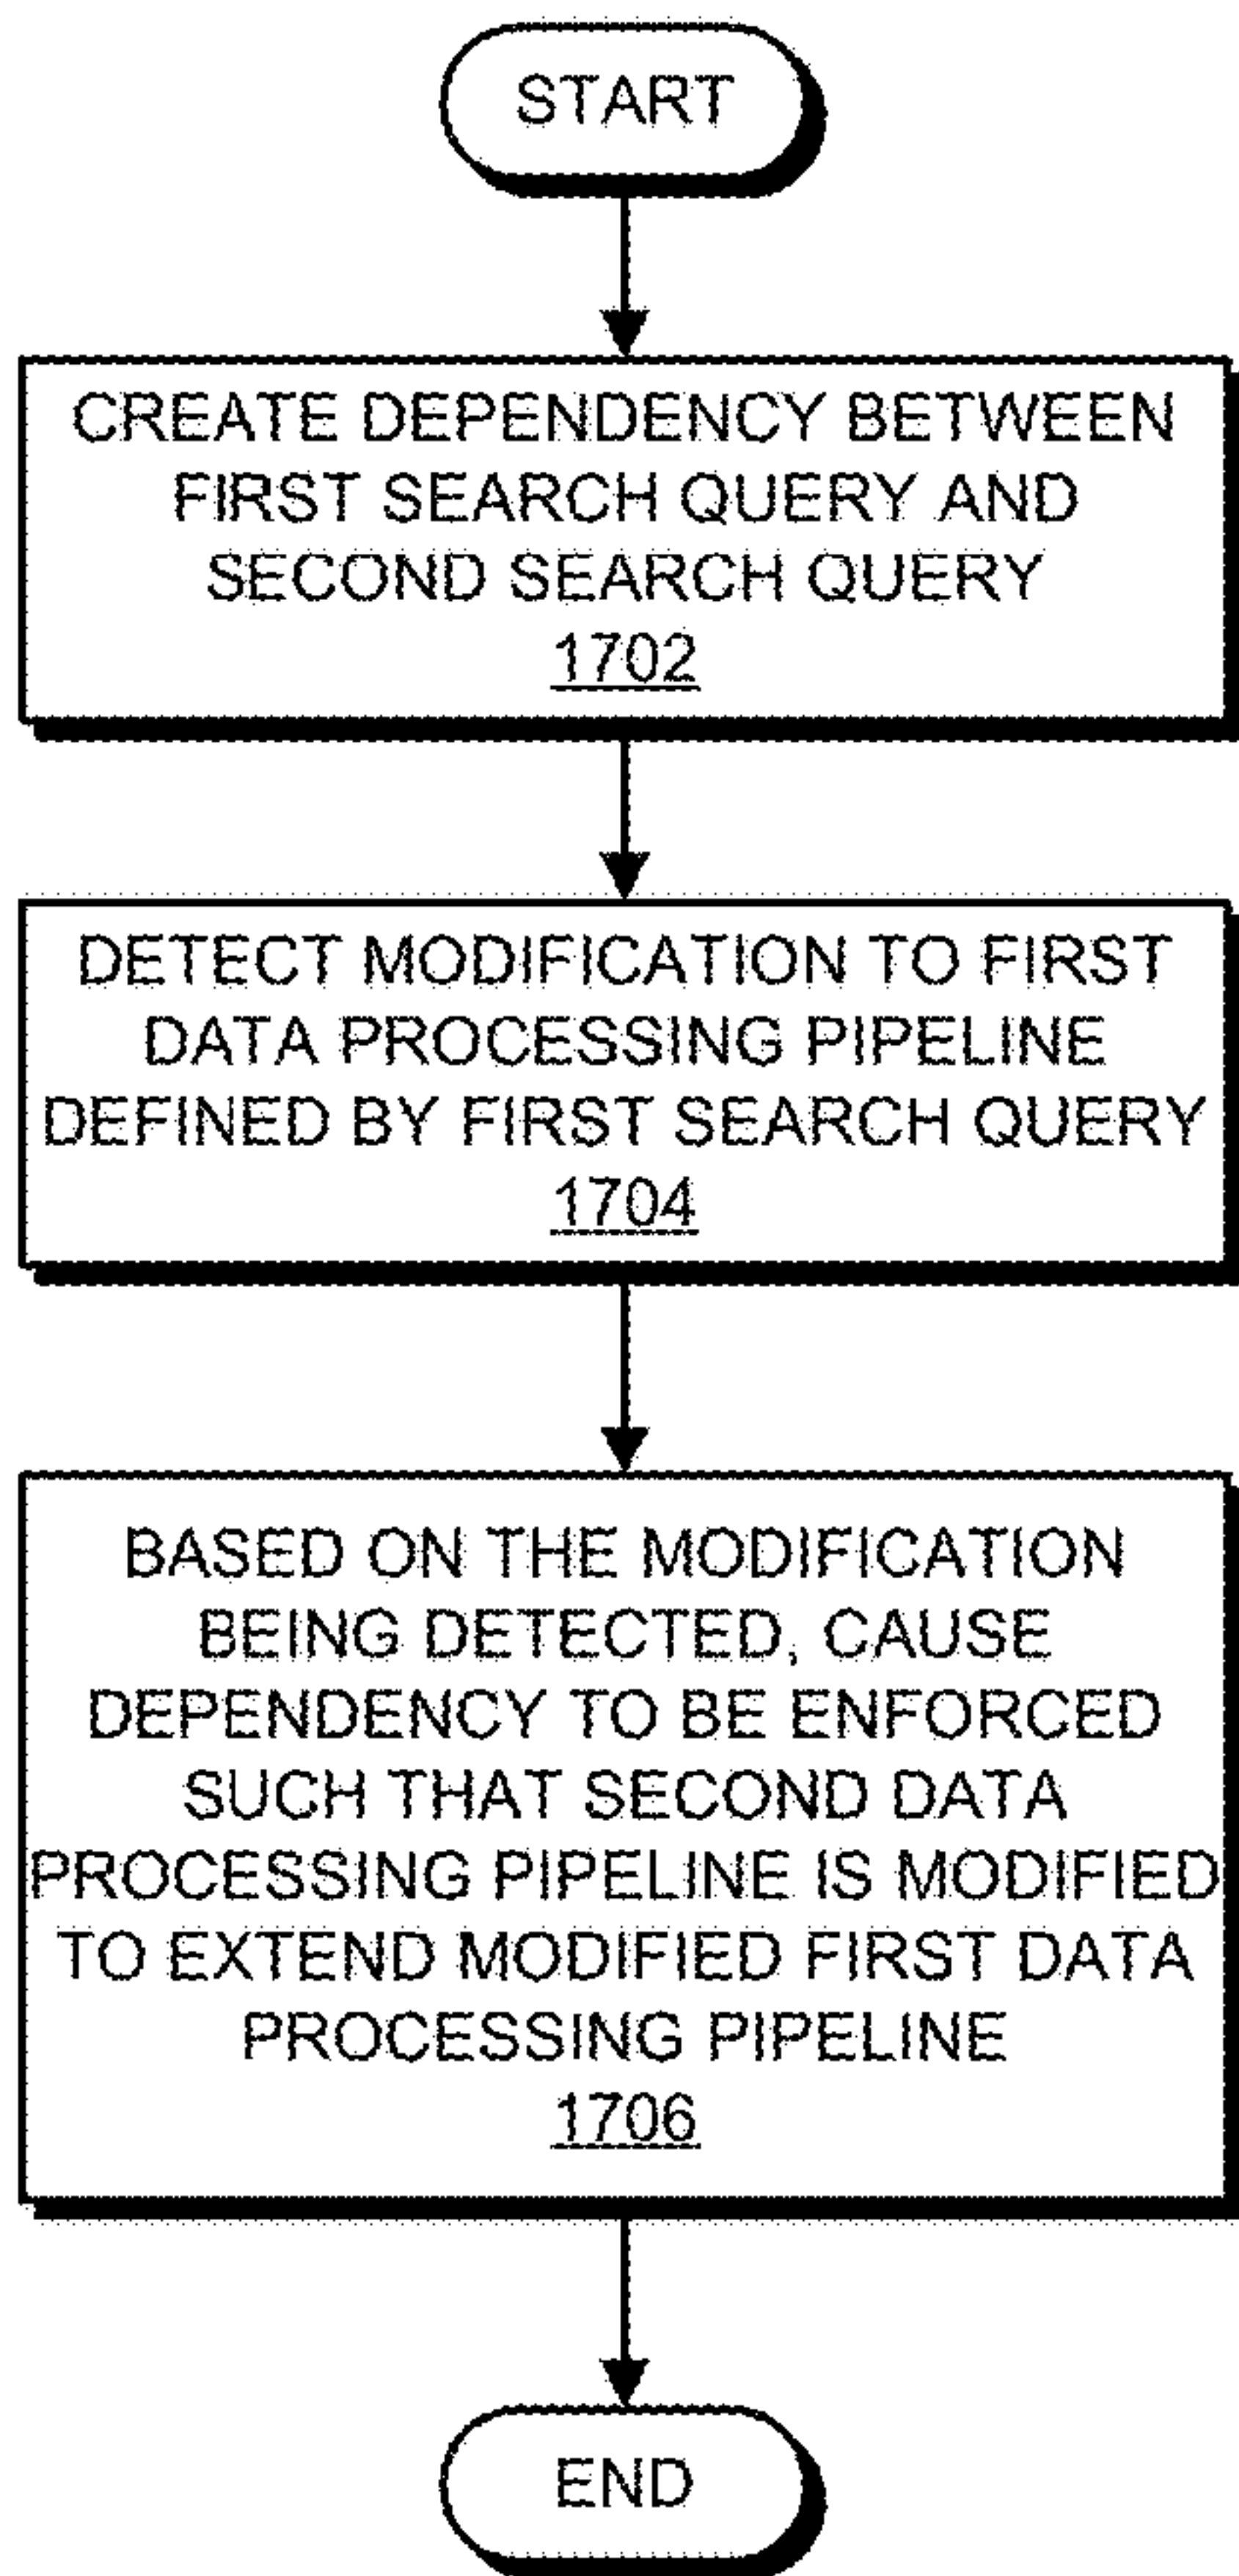 START
CREATE DEPENDENCY BETWEEN
FIRST SEARCH QUERY AND
SECOND SEARCH QUERY
1702
DETECT MODIFICATION TO FIRST
DATA PROCESSING PIPELINE
DEFINED BY FIRST SEARCH QUERY
1704
BASED ON THE MODIFICATION
BEING DETECTED, CAUSE
DEPENDENCY TO BE ENFORCED
SUCH THAT SECOND DATA
PROCESSING PIPELINE IS MODIFIED
TO EXTEND MODIFIED FIRST DATA
PROCESSING PIPELINE
1706
END